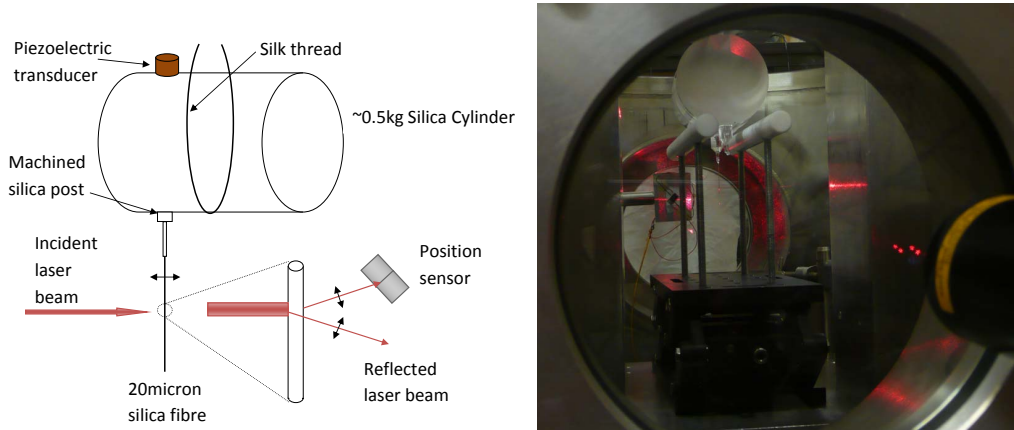 Piezoelectric
transducer
Silk thread
~0.5kg Silica Cylinder
Machined
silica post
Incident
laser
beam
Position
sensor
Reflected
laser beam
20micron
silica fibre